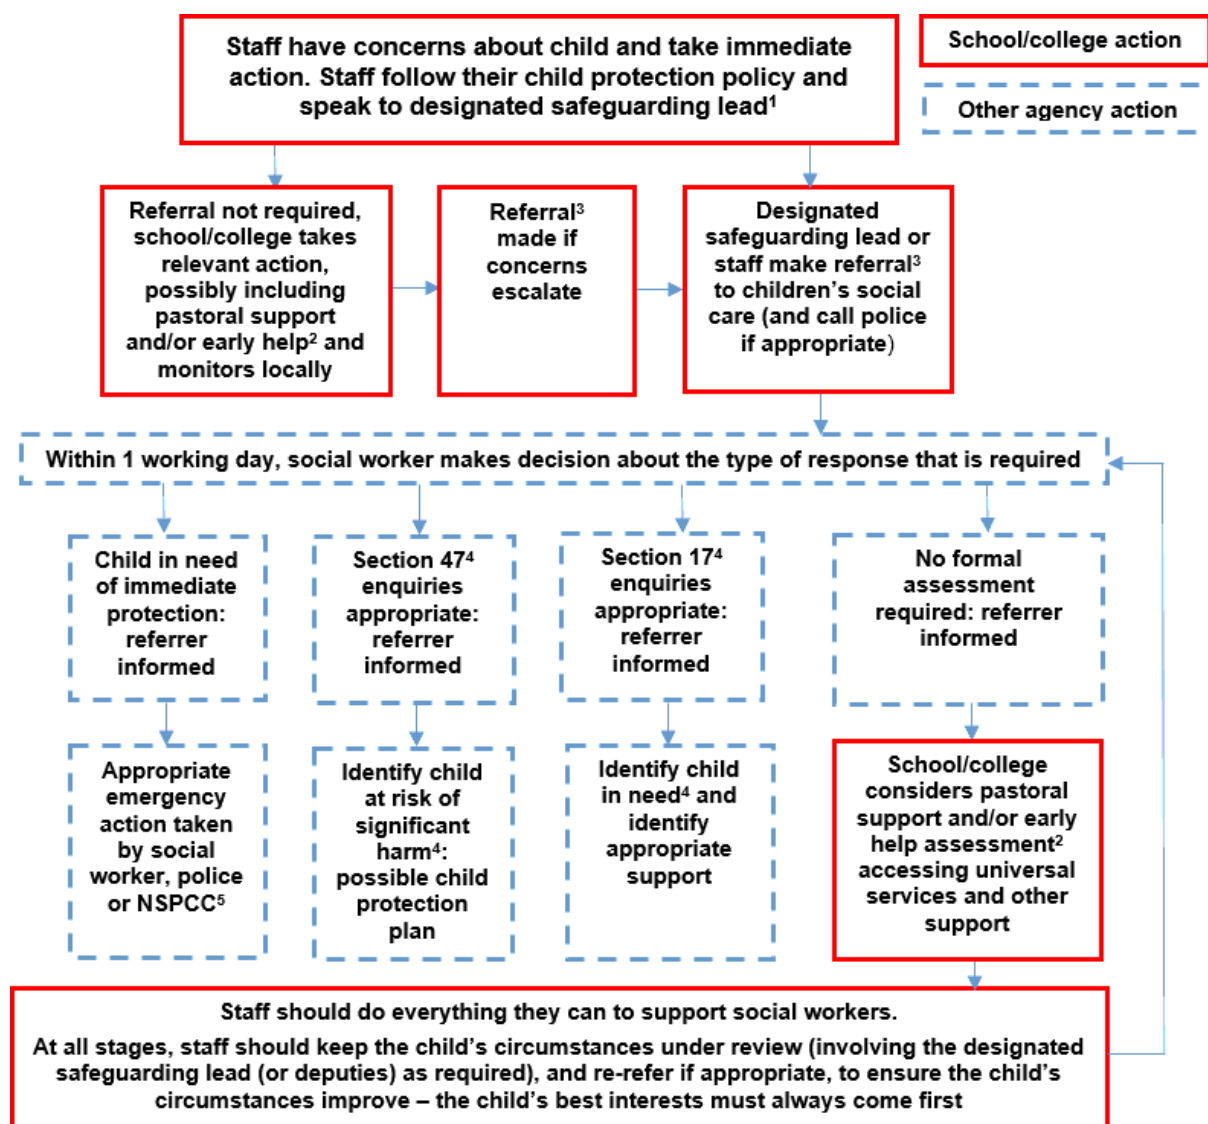 Staff have concerns about child and take immediate
action. Staff follow their child protection policy and
speak to designated safeguarding lead¹
School/college action
Other agency action
Referral not required,
school/college takes
relevant action,
possibly including
pastoral support
and/or early help² and
monitors locally
Referral³
made if
concerns
escalate
Designated
safeguarding lead or
staff make referral³
to children’s social
care (and call police
if appropriate)
Within 1 working day, social worker makes decision about the type of response that is required
Child in need
of immediate
protection:
referrer
informed
Section 47⁴
enquiries
appropriate:
referrer
informed
Section 17⁴
enquiries
appropriate:
referrer
informed
No formal
assessment
required: referrer
informed
Appropriate
emergency
action taken
by social
worker, police
or NSPCC⁵
Identify child
at risk of
significant
harm⁴:
possible child
protection
plan
Identify child
in need⁴ and
identify
appropriate
support
School/college
considers pastoral
support and/or early
help assessment²
accessing universal
services and other
support
Staff should do everything they can to support social workers.
At all stages, staff should keep the child’s circumstances under review (involving the designated
safeguarding lead (or deputies) as required), and re-refer if appropriate, to ensure the child’s
circumstances improve – the child’s best interests must always come first